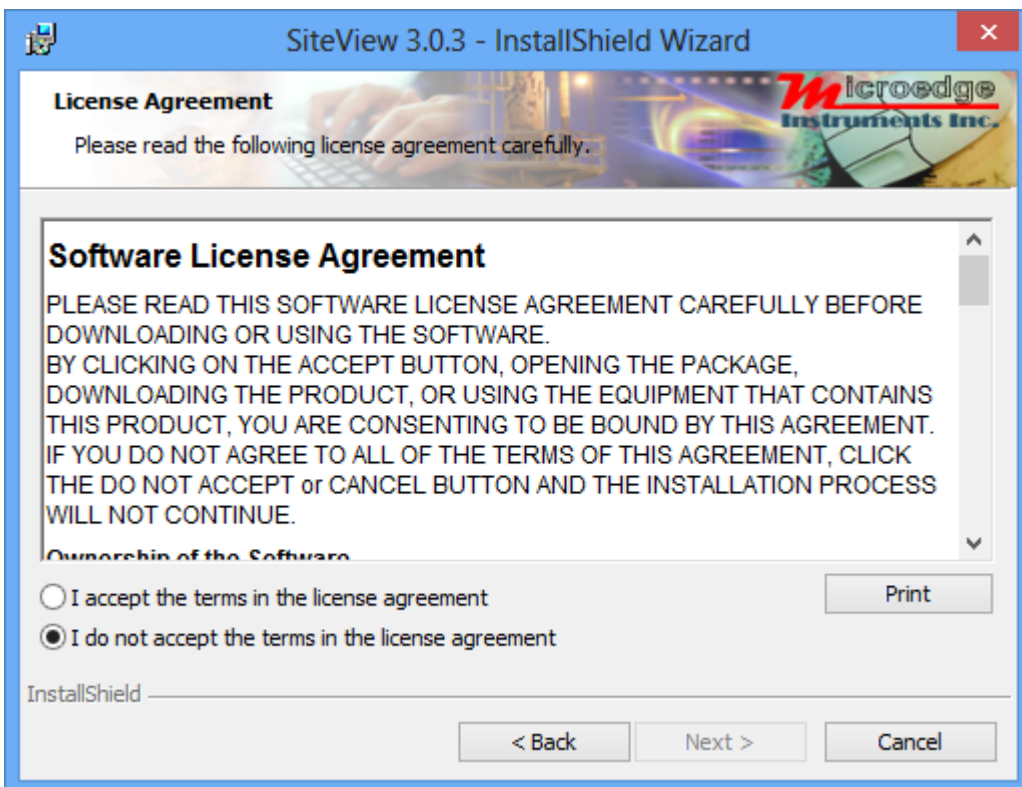 SiteView 3.0.3 - InstallShield Wizard
License Agreement
Please read the following license agreement carefully.
Microedge
Instruments Inc.
Software License Agreement
PLEASE READ THIS SOFTWARE LICENSE AGREEMENT CAREFULLY BEFORE
DOWNLOADING OR USING THE SOFTWARE.
BY CLICKING ON THE ACCEPT BUTTON, OPENING THE PACKAGE,
DOWNLOADING THE PRODUCT, OR USING THE EQUIPMENT THAT CONTAINS
THIS PRODUCT, YOU ARE CONSENTING TO BE BOUND BY THIS AGREEMENT.
IF YOU DO NOT AGREE TO ALL OF THE TERMS OF THIS AGREEMENT, CLICK
THE DO NOT ACCEPT or CANCEL BUTTON AND THE INSTALLATION PROCESS
WILL NOT CONTINUE.
Ownership of the Software
I accept the terms in the license agreement
Print
I do not accept the terms in the license agreement
InstallShield
< Back
Next >
Cancel